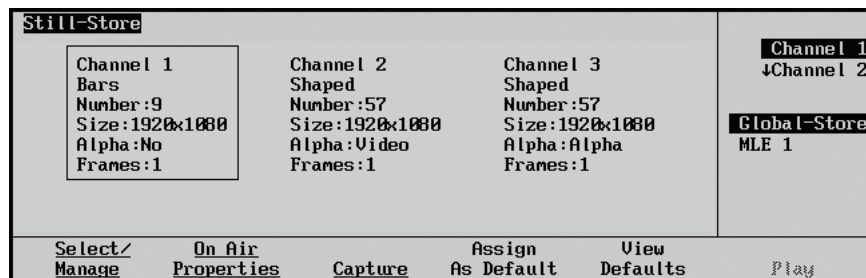 Still-Store
Channel 1
Bars
Number:9
Size:1920x1080
Alpha:No
Frames:1
Channel 2
Shaped
Number:57
Size:1920x1080
Alpha:Video
Frames:1
Channel 3
Shaped
Number:57
Size:1920x1080
Alpha:Alpha
Frames:1
Channel 1
↓Channel 2
Global-Store
MLE 1
Select/
Manage
On Air
Properties
Capture
Assign
As Default
View
Defaults
Play